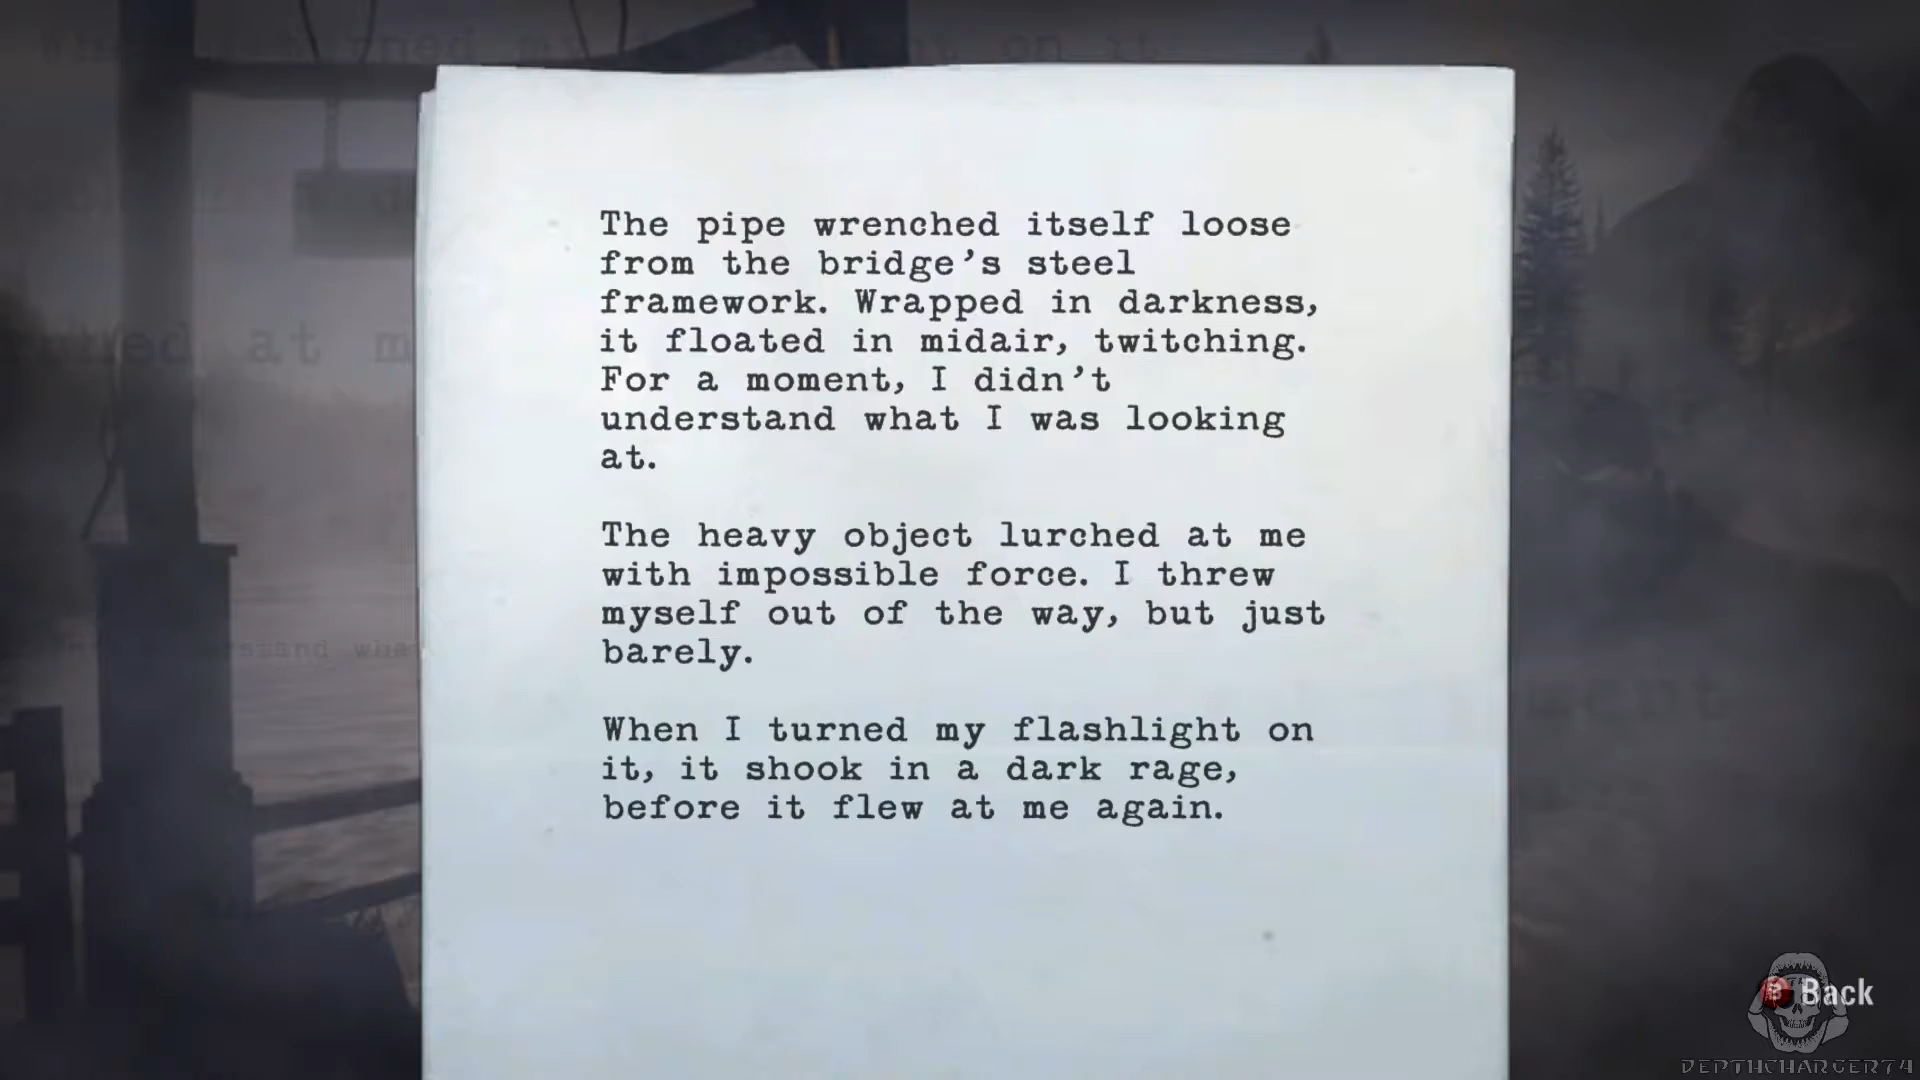 The pipe wrenched itself loose
from the bridge’s steel
framework. Wrapped in darkness,
it floated in midair, twitching.
For a moment, I didn’t
understand what I was looking
at.
The heavy object lurched at me
with impossible force. I threw
myself out of the way, but just
barely.
When I turned my flashlight on
it, it shook in a dark rage,
before it flew at me again.
B Back
DEPTHCHARGER74